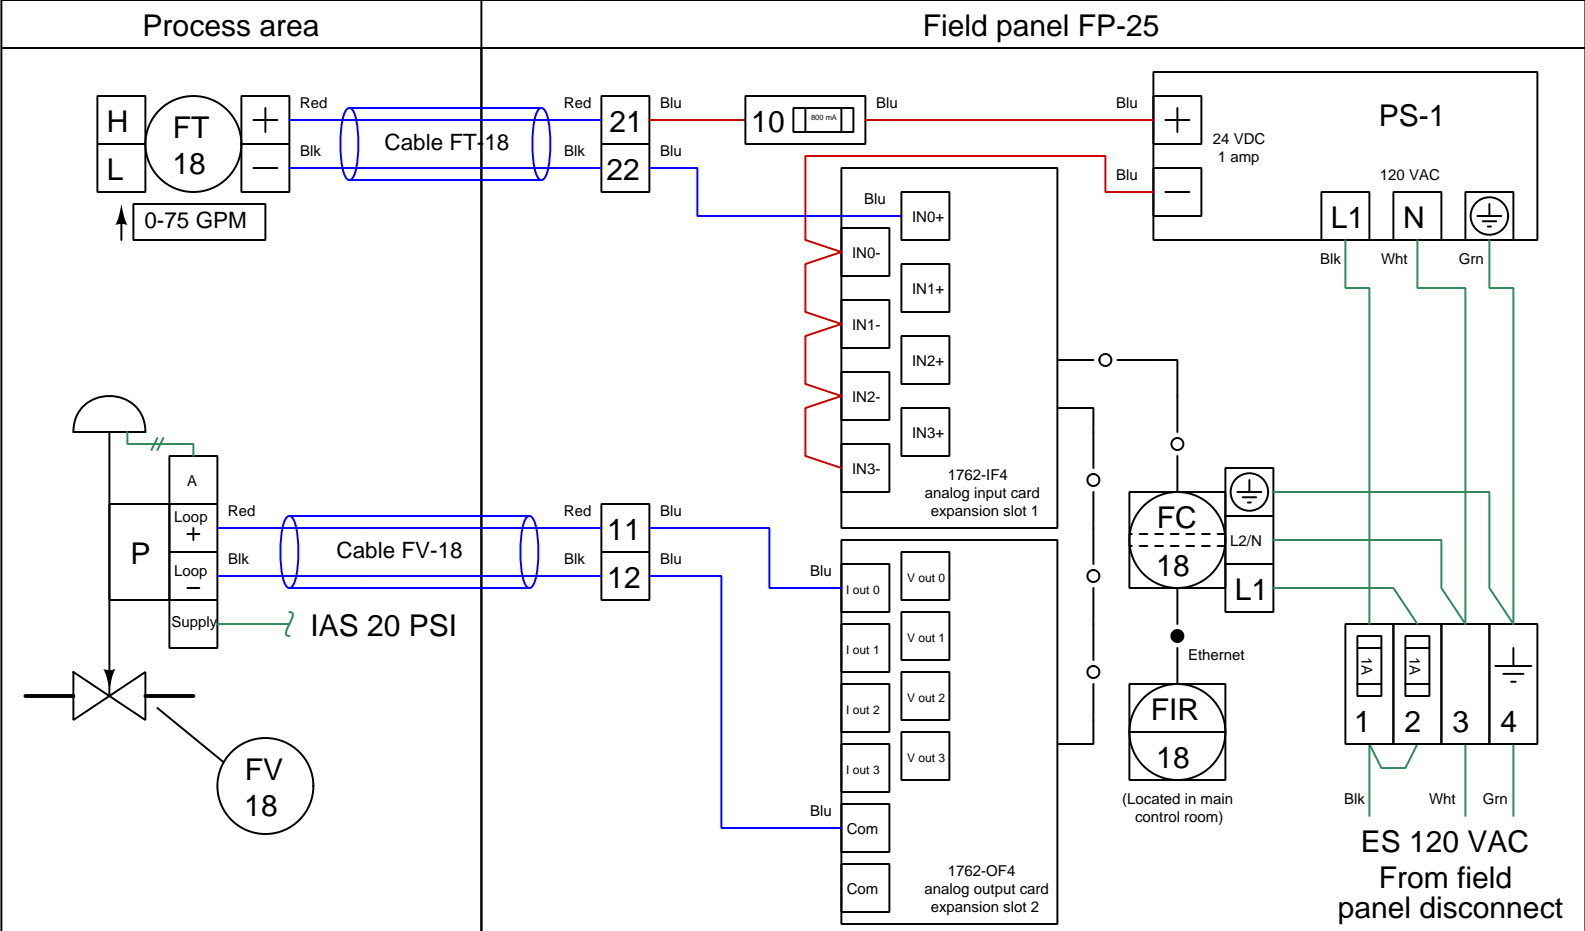 Process area
Field panel FP-25
H
L
FT
18
+
−
Red
Blk
Cable FT-18
Red
Blk
21
22
Blu
Blu
10
800 mA
Blu
Blu
Blu
+
−
24 VDC
1 amp
PS-1
120 VAC
L1
N
Blk
Wht
Grn
0-75 GPM
Blu
IN0+
IN0-
IN1+
IN1-
IN2+
IN2-
IN3+
IN3-
1762-IF4
analog input card
expansion slot 1
A
P
Loop
+
Loop
−
Supply
Red
Blk
Cable FV-18
Red
Blk
11
12
Blu
Blu
IAS 20 PSI
FV
18
Blu
I out 0
V out 0
I out 1
V out 1
I out 2
V out 2
I out 3
V out 3
Blu
Com
Com
1762-OF4
analog output card
expansion slot 2
FC
18
L2/N
L1
Ethernet
FIR
18
(Located in main
control room)
1A
1A
1
2
3
4
Blk
Wht
Grn
ES 120 VAC
From field
panel disconnect